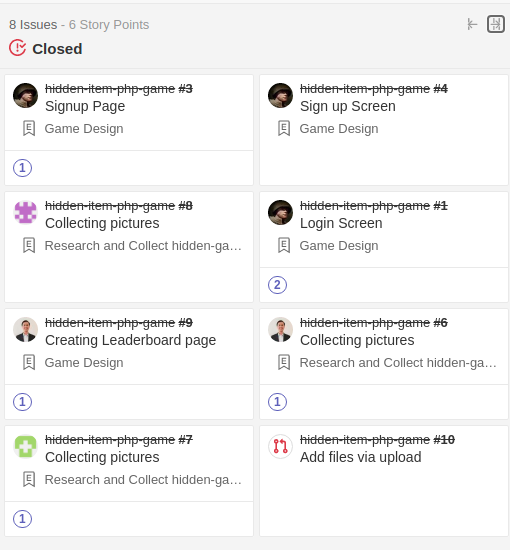 8 Issues - 6 Story Points
Closed
hidden-item-php-game #3
Signup Page
E Game Design
1
hidden-item-php-game #4
Sign up Screen
E Game Design
hidden-item-php-game #8
Collecting pictures
E Research and Collect hidden-ga…
hidden-item-php-game #1
Login Screen
E Game Design
2
hidden-item-php-game #9
Creating Leaderboard page
E Game Design
1
hidden-item-php-game #6
Collecting pictures
E Research and Collect hidden-ga…
1
hidden-item-php-game #7
Collecting pictures
E Research and Collect hidden-ga…
1
hidden-item-php-game #10
Add files via upload